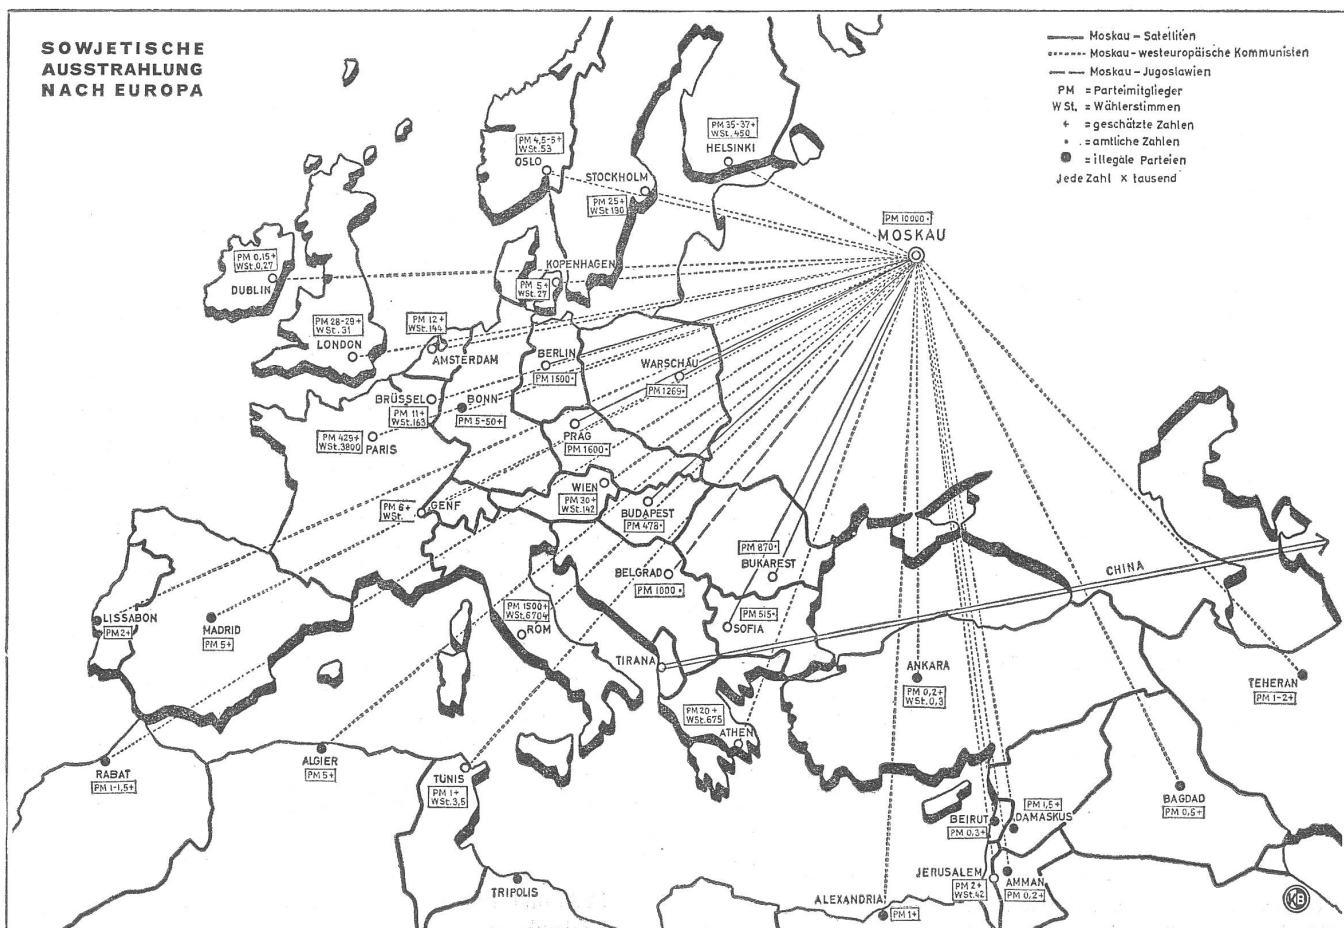 SOWJETISCHE
AUSSTRAHLUNG
NACH EUROPA
Moskau – Satelliten
Moskau – westeuropäische Kommunisten
Moskau – Jugoslawien
PM = Parteimitglieder
WSt. = Wählerstimmen
+ = geschätzte Zahlen
• = amtliche Zahlen
● = illegale Parteien
Jede Zahl x tausend
PM 4,5-5+
WSt.53
OSLO
PM 35-37+
WSt.450
HELSINKI
STOCKHOLM
PM 25+
WSt 190
PM 10000•
MOSKAU
PM 0,15+
WSt.0,27
DUBLIN
KOPENHAGEN
PM 5+
WSt.27
PM 28-29+
WSt.31
LONDON
PM 12+
WSt.144
AMSTERDAM
BERLIN
PM 1500•
WARSCHAU
PM 1269•
BRÜSSEL
PM 11+
WSt.163
BONN
PM 5-50+
PM 429+
WSt.3800
PARIS
PRAG
PM 1600•
WIEN
PM 30+
WSt.142
BUDAPEST
PM 478•
PM 6+
WSt.
GENF
PM 870•
BUKAREST
BELGRAD
PM 1000•
CHINA
LISSABON
PM 2+
MADRID
PM 5+
PM 1500+
WSt.6704
ROM
PM 515•
SOFIA
TIRANA
ANKARA
PM 0,2+
WSt.0,3
TEHERAN
PM 1-2+
PM 20+
WSt.675
ATHEN
RABAT
PM 1-1,5+
ALGIER
PM 5+
TUNIS
PM 1+
WSt.3,5
BAGDAD
PM 0,5+
BEIRUT
PM 0,3+
PM 1,5+
DAMASKUS
JERUSALEM
PM 2+
WSt.42
AMMAN
PM 0,2+
TRIPOLIS
ALEXANDRIA
PM 1+
KB